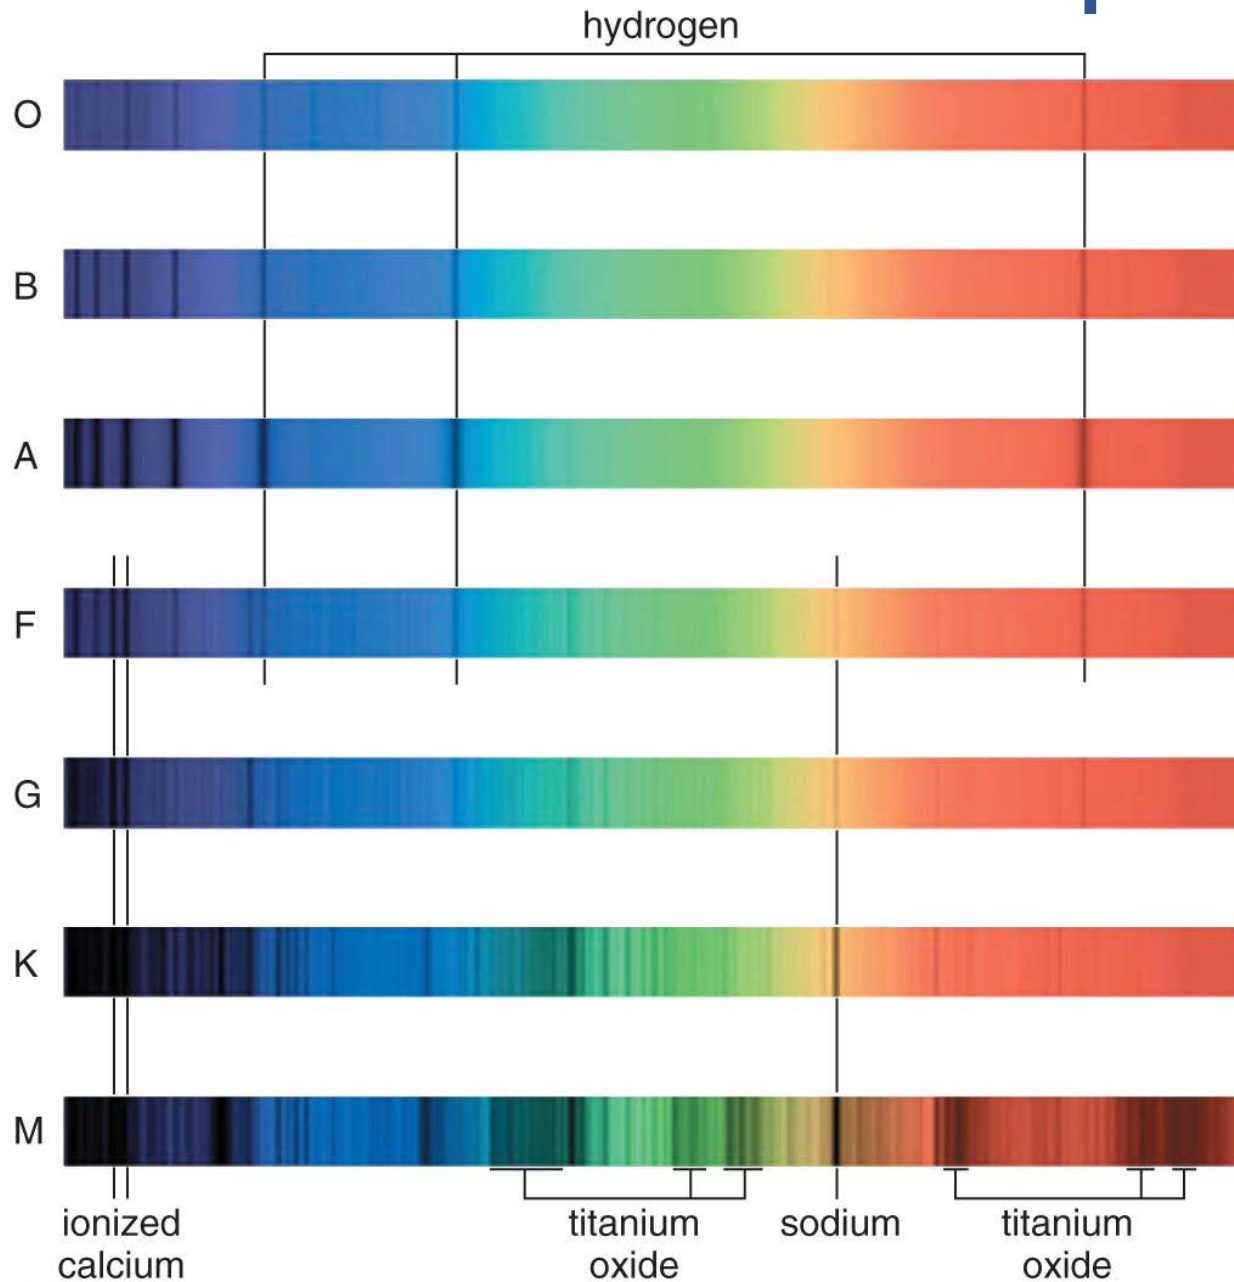 hydrogen
O
B
A
F
G
K
M
ionized
calcium
titanium
oxide
sodium
titanium
oxide